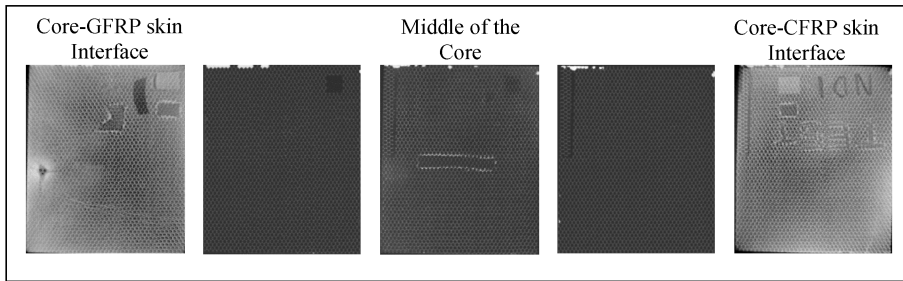 Core-GFRP skin
Interface
Middle of the
Core
Core-CFRP skin
Interface